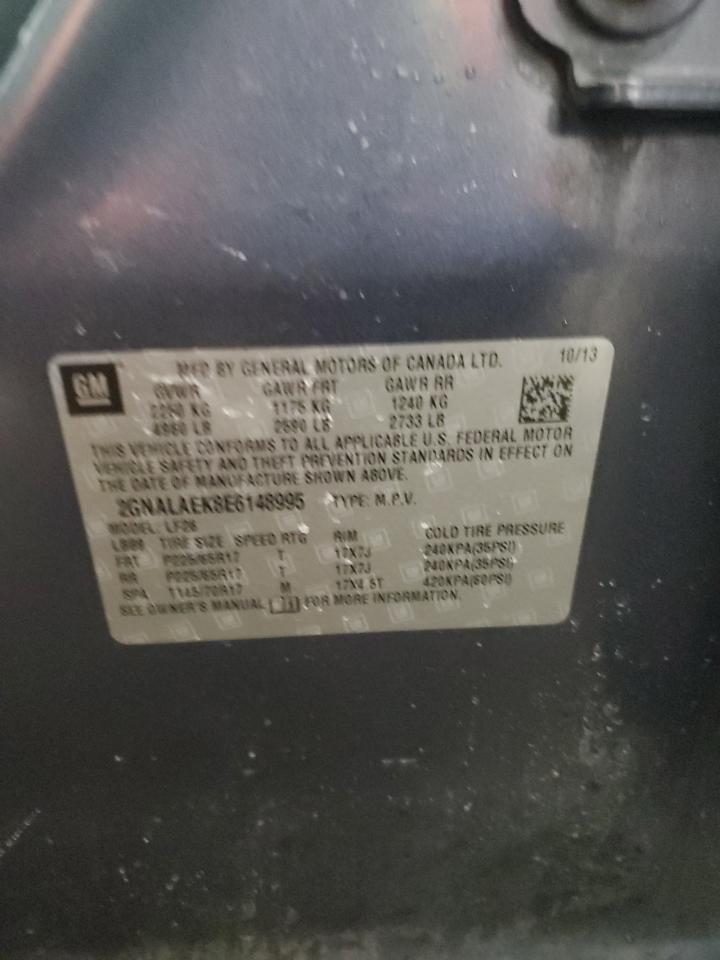 GM
MFD BY GENERAL MOTORS OF CANADA LTD. 10/13
GVWR GAWR FRT GAWR RR
2250 KG 1175 KG 1240 KG
4960 LB 2590 LB 2733 LB
THIS VEHICLE CONFORMS TO ALL APPLICABLE U.S. FEDERAL MOTOR
VEHICLE SAFETY AND THEFT PREVENTION STANDARDS IN EFFECT ON
THE DATE OF MANUFACTURE SHOWN ABOVE.
2GNALAEK8E6148995 TYPE: M.P.V.
MODEL: LF26
TIRE SIZE SPEED RTG RIM COLD TIRE PRESSURE
FRT P225/65R17 T 17X7J 240KPA(35PSI)
RR P225/65R17 T 17X7J 240KPA(35PSI)
SPA T145/70R17 M 17X4.5T 420KPA(60PSI)
SEE OWNER'S MANUAL FOR MORE INFORMATION.